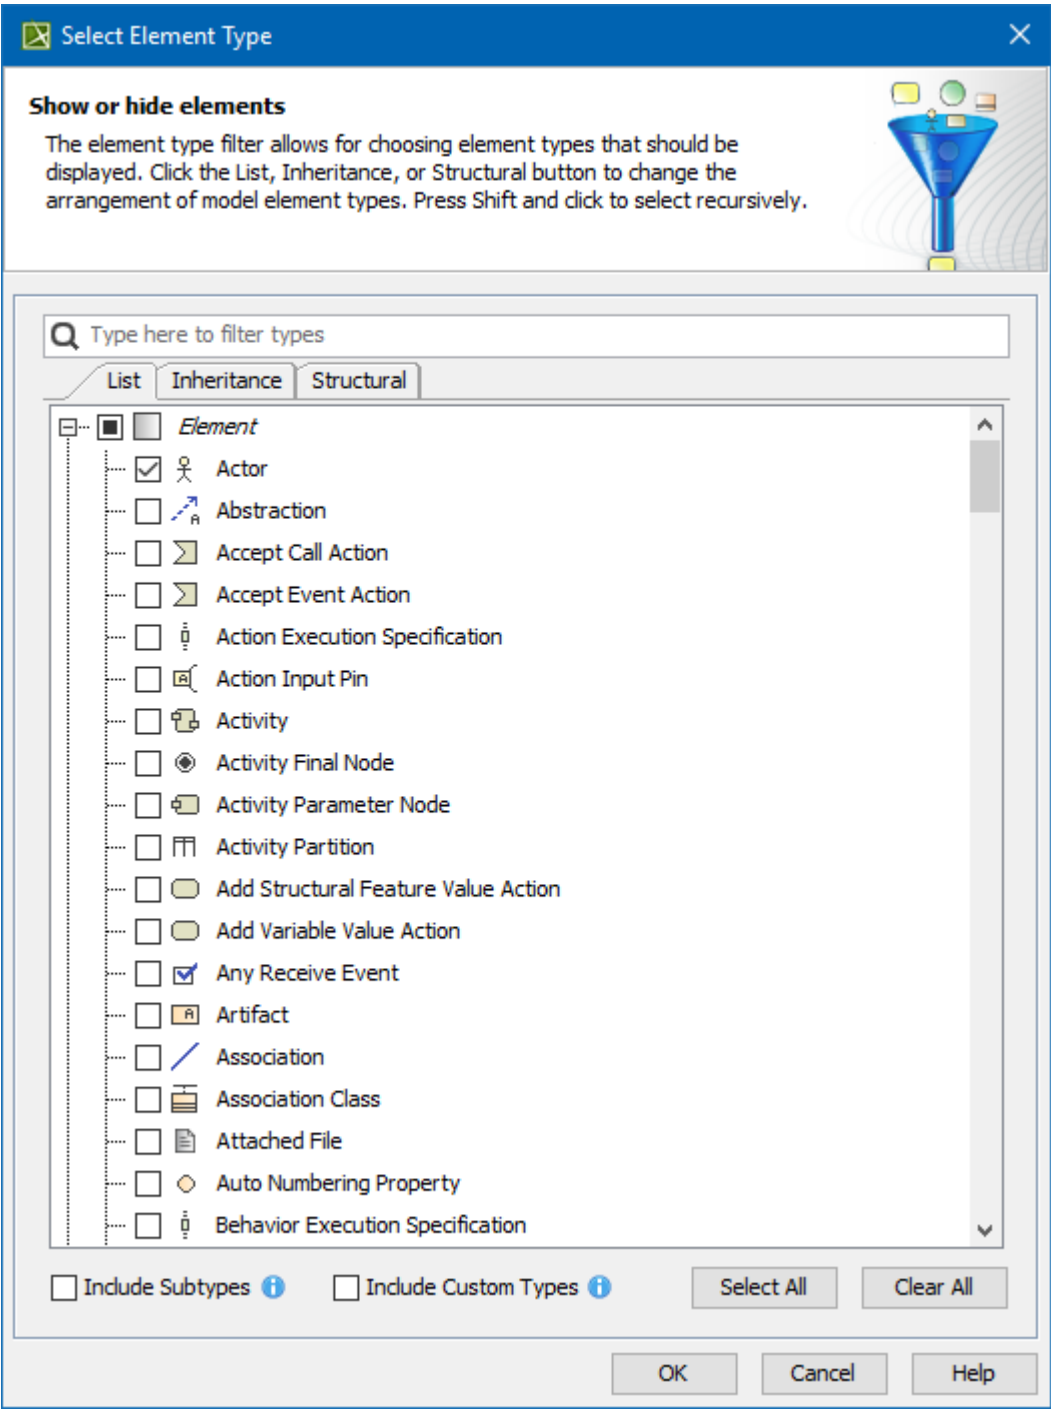 Select Element Type
Show or hide elements
The element type filter allows for choosing element types that should be
displayed. Click the List, Inheritance, or Structural button to change the
arrangement of model element types. Press Shift and click to select recursively.
Type here to filter types
List Inheritance Structural
Element
Actor
A Abstraction
Accept Call Action
Accept Event Action
Action Execution Specification
A Action Input Pin
Activity
Activity Final Node
Activity Parameter Node
Activity Partition
Add Structural Feature Value Action
Add Variable Value Action
Any Receive Event
A Artifact
Association
Association Class
Attached File
Auto Numbering Property
Behavior Execution Specification
Include Subtypes i Include Custom Types i Select All Clear All
OK Cancel Help